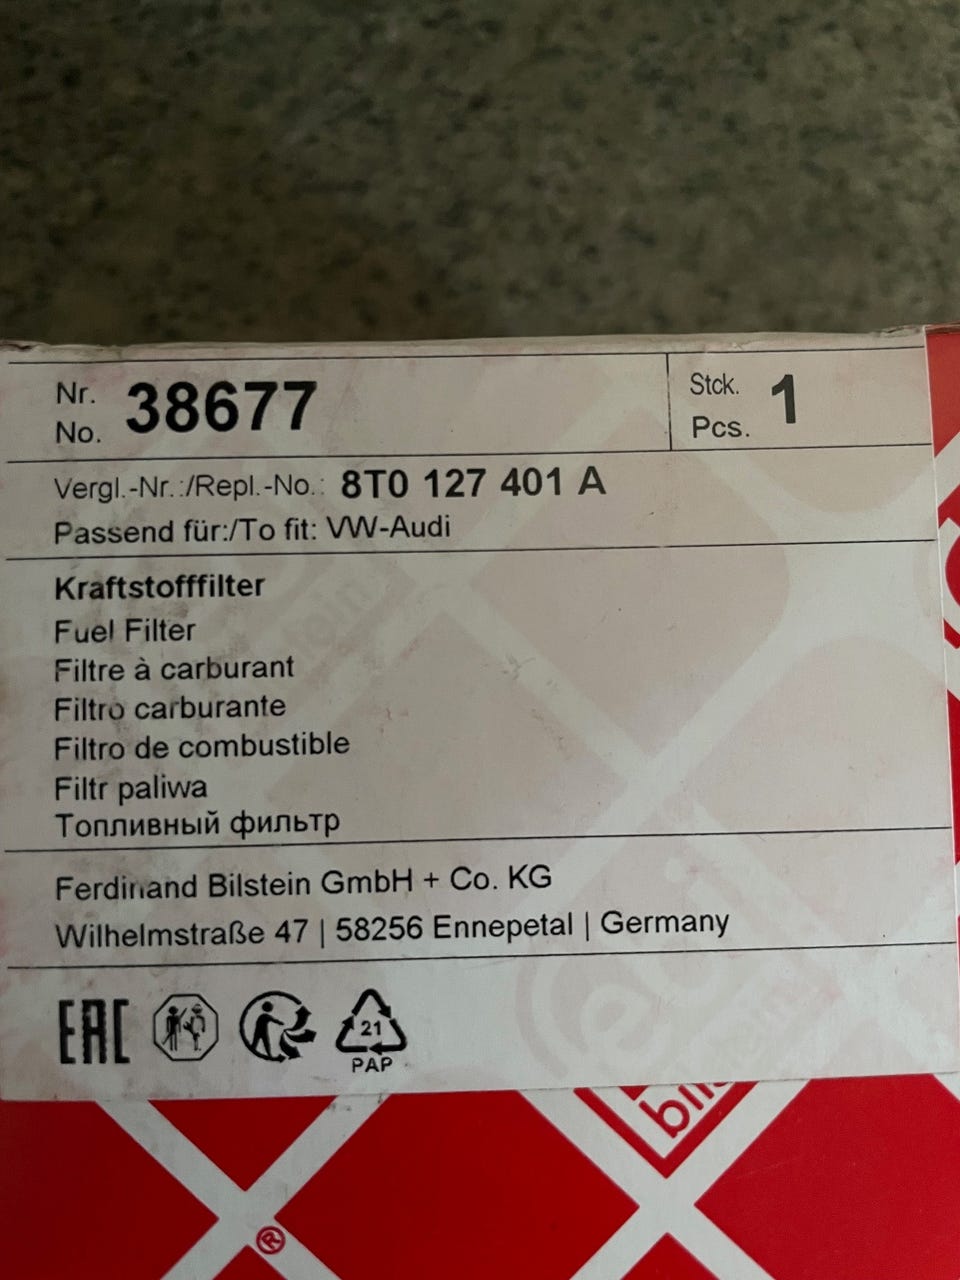 Nr. 38677
No.
Stck. 1
Pcs.
Vergl.-Nr.:/Repl.-No.: 8T0 127 401 A
Passend für:/To fit: VW-Audi
Kraftstofffilter
Fuel Filter
Filtre à carburant
Filtro carburante
Filtro de combustible
Filtr paliwa
Топливный фильтр
Ferdinand Bilstein GmbH + Co. KG
Wilhelmstraße 47 | 58256 Ennepetal | Germany
EAC
21
PAP
®